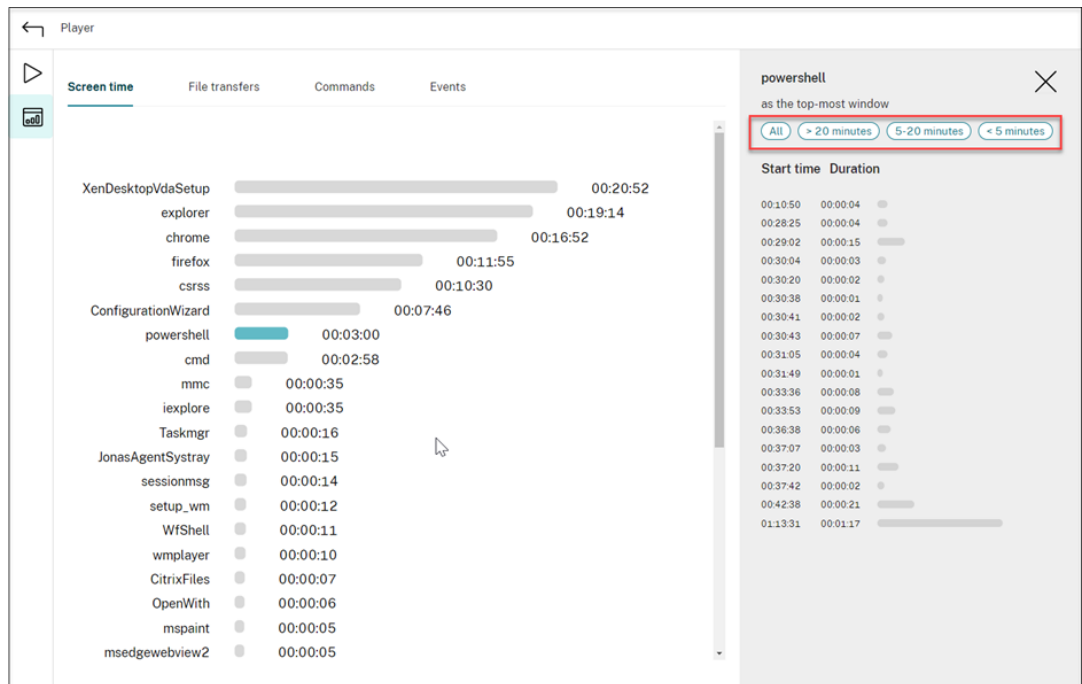 Player
Screen time File transfers Commands Events
XenDesktopVdaSetup 00:20:52
explorer 00:19:14
chrome 00:16:52
firefox 00:11:55
csrss 00:10:30
ConfigurationWizard 00:07:46
powershell 00:03:00
cmd 00:02:58
mmc 00:00:35
iexplore 00:00:35
Taskmgr 00:00:16
JonasAgentSystray 00:00:15
sessionmsg 00:00:14
setup_wm 00:00:12
WfShell 00:00:11
wmplayer 00:00:10
CitrixFiles 00:00:07
OpenWith 00:00:06
mspaint 00:00:05
msedgewebview2 00:00:05
powershell
as the top-most window
All > 20 minutes 5-20 minutes < 5 minutes
Start time Duration
00:10:50 00:00:04
00:28:25 00:00:04
00:29:02 00:00:15
00:30:04 00:00:03
00:30:20 00:00:02
00:30:38 00:00:01
00:30:41 00:00:02
00:30:43 00:00:07
00:31:05 00:00:04
00:31:49 00:00:01
00:33:36 00:00:08
00:33:53 00:00:09
00:36:38 00:00:06
00:37:07 00:00:03
00:37:20 00:00:11
00:37:42 00:00:02
00:42:38 00:00:21
01:13:31 00:01:17